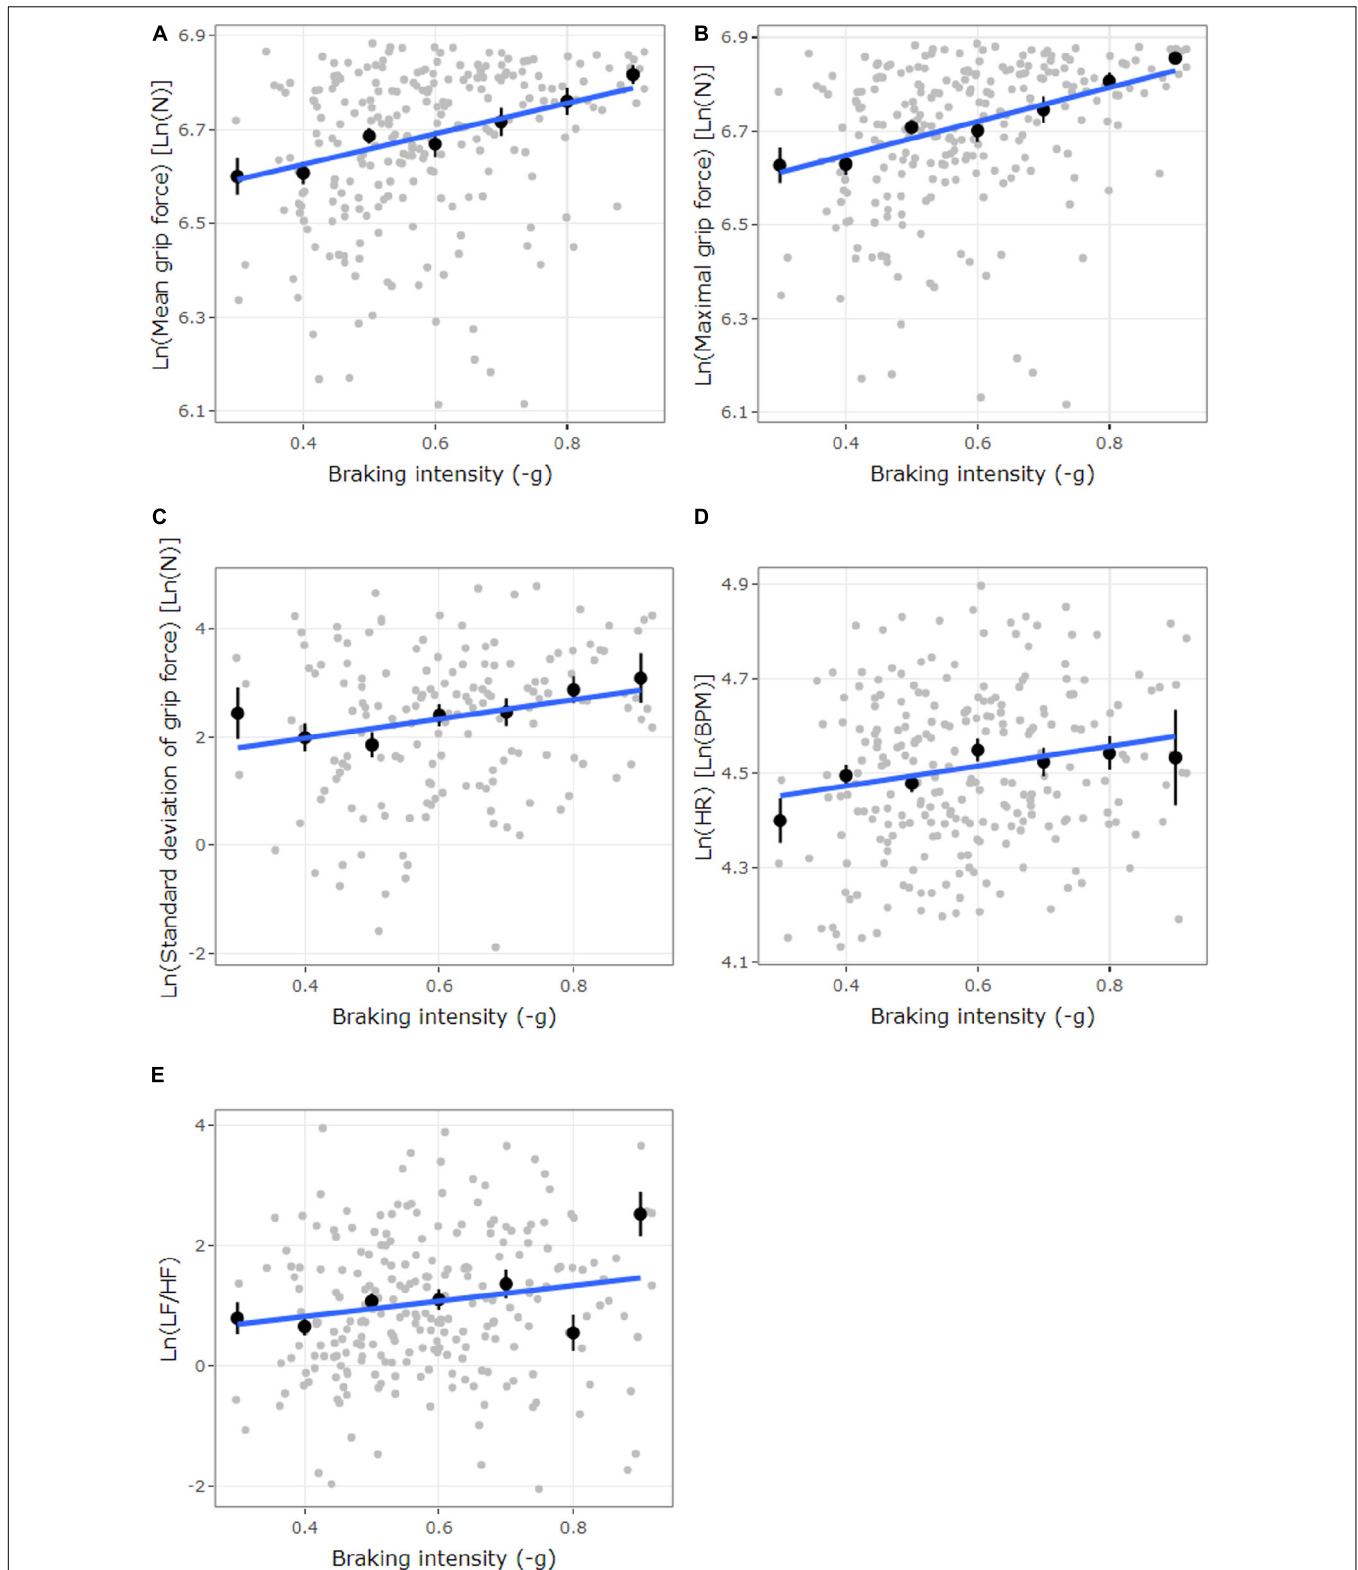 A
Ln(Mean grip force) [Ln(N)]
6.9
6.7
6.5
6.3
6.1
0.4 0.6 0.8
Braking intensity (-g)
B
Ln(Maximal grip force) [Ln(N)]
6.9
6.7
6.5
6.3
6.1
0.4 0.6 0.8
Braking intensity (-g)
C
Ln(Standard deviation of grip force) [Ln(N)]
4
2
0
-2
0.4 0.6 0.8
Braking intensity (-g)
D
Ln(HR) [Ln(BPM)]
4.9
4.7
4.5
4.3
4.1
0.4 0.6 0.8
Braking intensity (-g)
E
Ln(LF/HF)
4
2
0
-2
0.4 0.6 0.8
Braking intensity (-g)